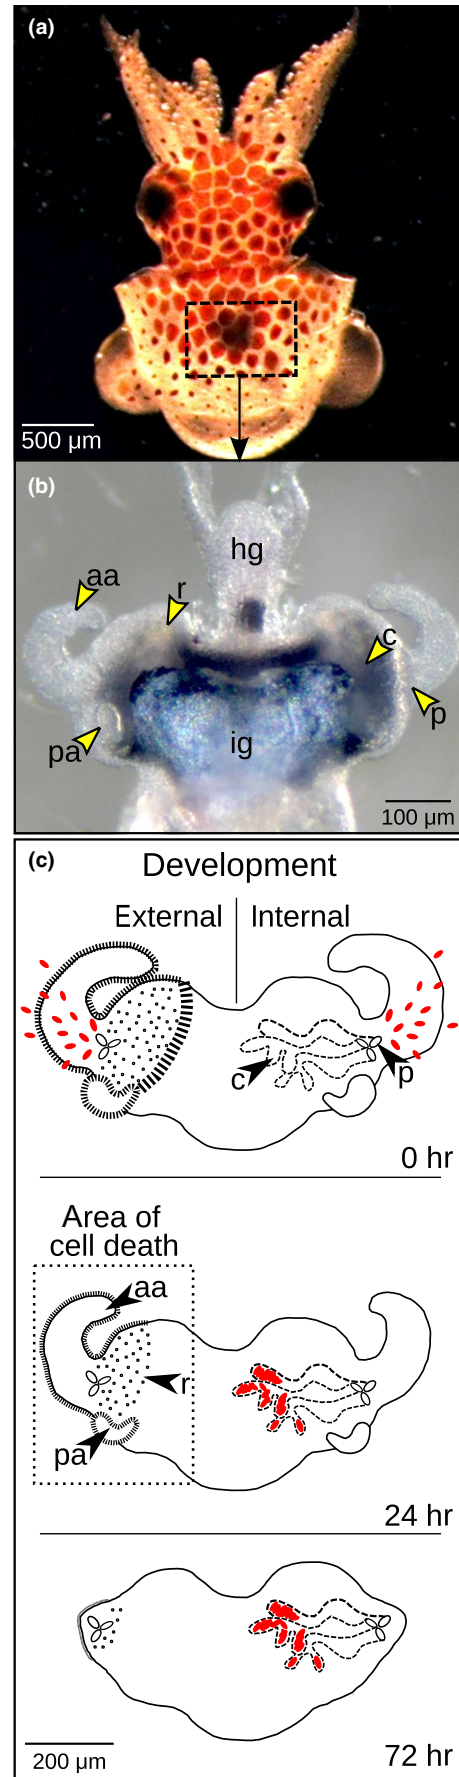 (a)
500 µm
(b)
hg
aa
r
c
p
pa
ig
100 µm
(c)
Development
External Internal
c
p
0 hr
Area of
cell death
aa
r
pa
24 hr
200 µm
72 hr